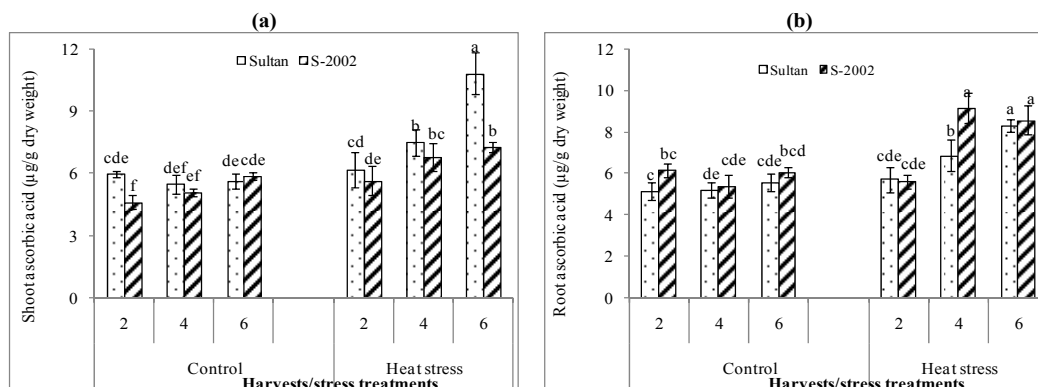 (a)
12
9
6
3
0
Shoot ascorbic acid (µg/g dry weight)
Sultan S-2002
cde f def ef de cde cd de b bc a b
2 4 6 2 4 6
Control Heat stress
Harvests/stress treatments
(b)
12
10
8
6
4
2
0
Root ascorbic acid (µg/g dry weight)
Sultan S-2002
c bc de cde cde bcd cde cde b a a a
2 4 6 2 4 6
Control Heat stress
Harvests/stress treatments